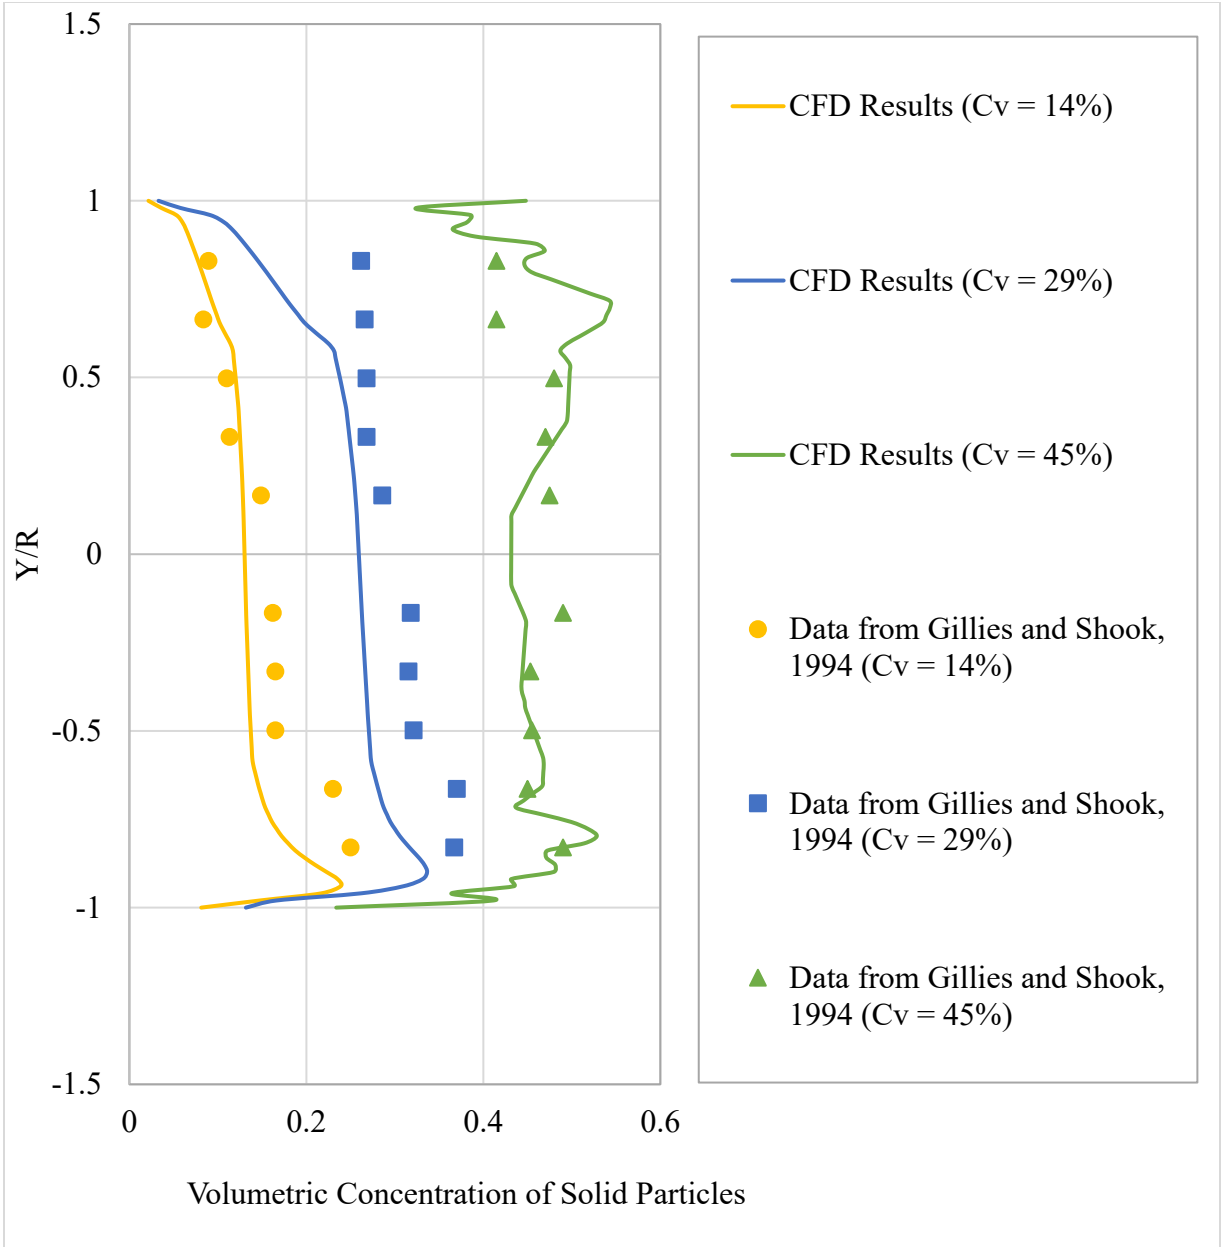 1.5
1
0.5
0
-0.5
-1
-1.5
Y/R
0
0.2
0.4
0.6
Volumetric Concentration of Solid Particles
CFD Results (Cv = 14%)
CFD Results (Cv = 29%)
CFD Results (Cv = 45%)
Data from Gillies and Shook,
1994 (Cv = 14%)
Data from Gillies and Shook,
1994 (Cv = 29%)
Data from Gillies and Shook,
1994 (Cv = 45%)